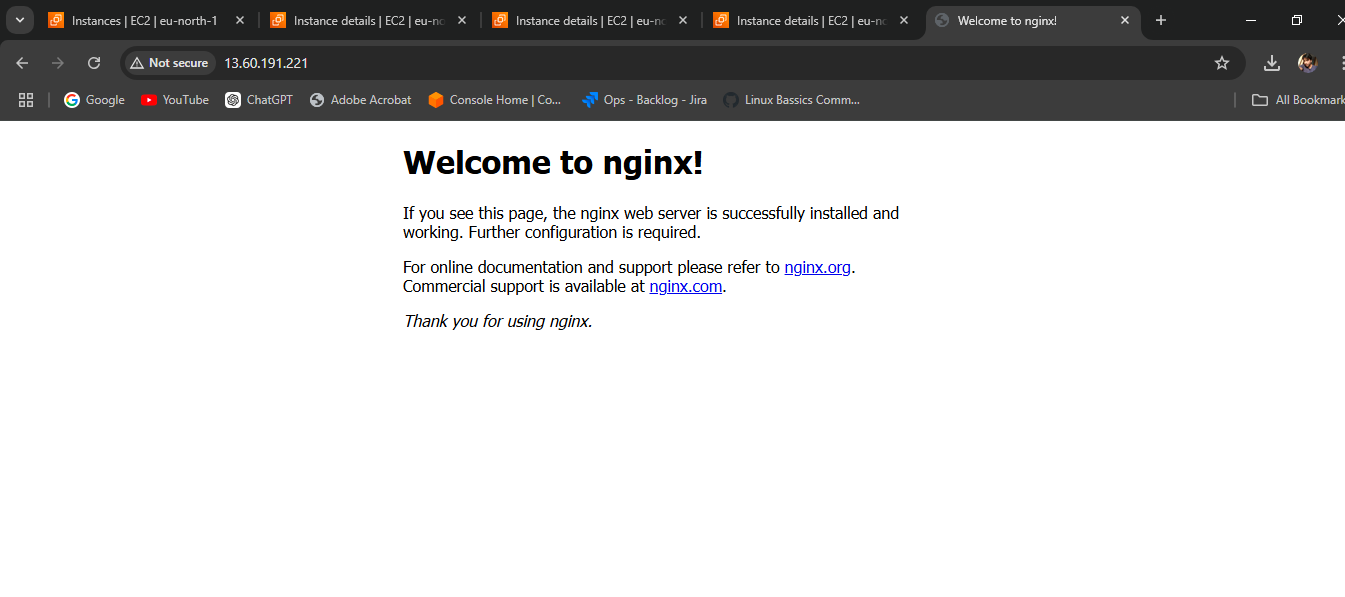 Instances | EC2 | eu-north-1
Instance details | EC2 | eu-no
Instance details | EC2 | eu-no
Instance details | EC2 | eu-no
Welcome to nginx!
Not secure
13.60.191.221
Google
YouTube
ChatGPT
Adobe Acrobat
Console Home | Co...
Ops - Backlog - Jira
Linux Bassics Comm...
All Bookmark
Welcome to nginx!
If you see this page, the nginx web server is successfully installed and
working. Further configuration is required.
For online documentation and support please refer to nginx.org.
Commercial support is available at nginx.com.
Thank you for using nginx.